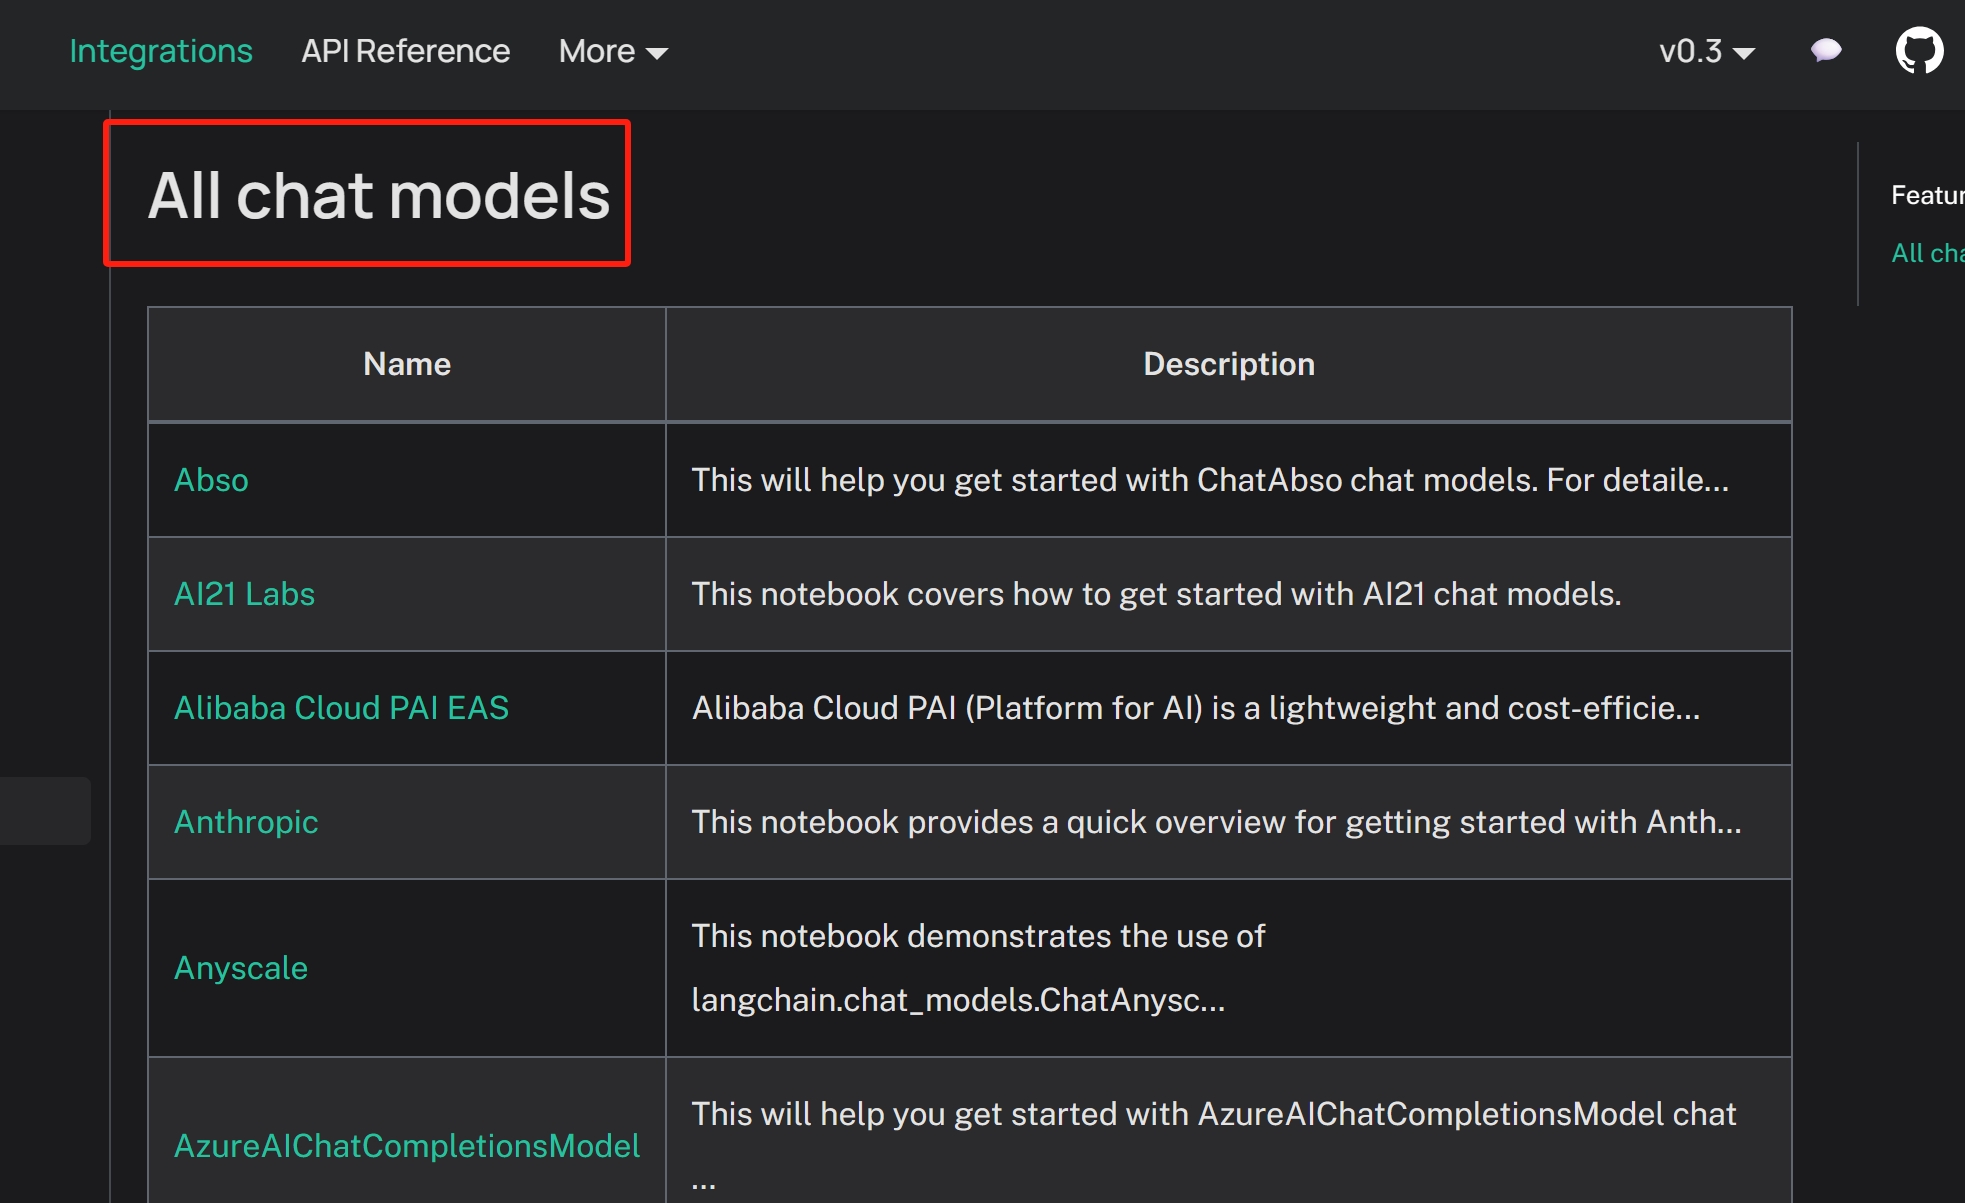 Integrations API Reference More v0.3
All chat models
Featur
All cha
Name Description
Abso This will help you get started with ChatAbso chat models. For detaile...
AI21 Labs This notebook covers how to get started with AI21 chat models.
Alibaba Cloud PAI EAS Alibaba Cloud PAI (Platform for AI) is a lightweight and cost-efficie...
Anthropic This notebook provides a quick overview for getting started with Anth...
Anyscale This notebook demonstrates the use of
langchain.chat_models.ChatAnysc...
AzureAIChatCompletionsModel This will help you get started with AzureAIChatCompletionsModel chat
...